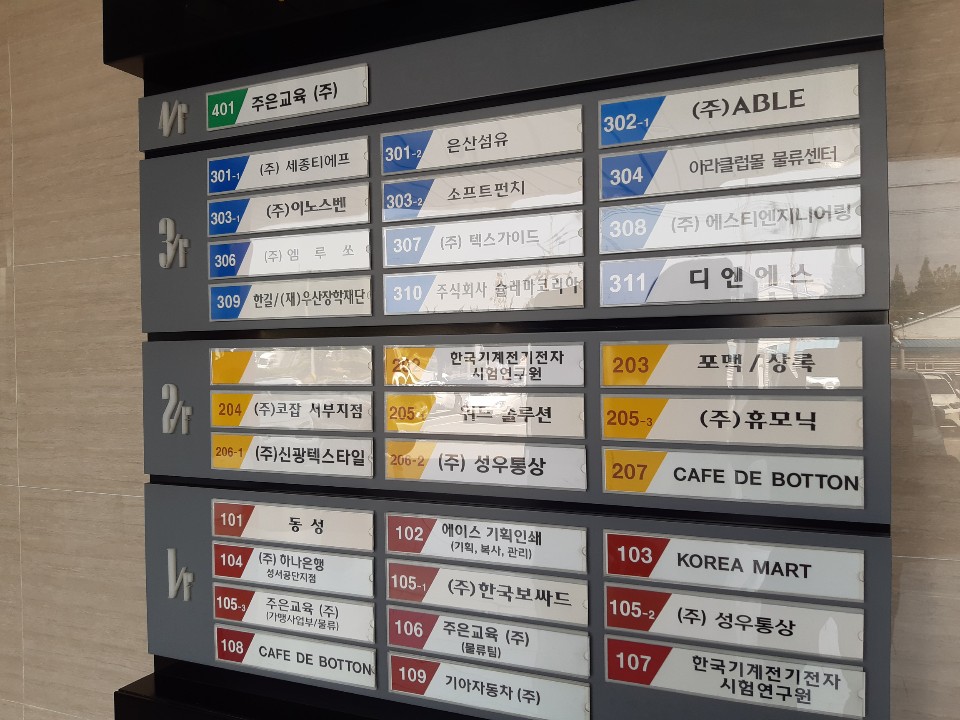 4F
401 주은교육 (주)
3F
301-1 (주) 세종티에프
301-2 은산섬유
302-1 (주)ABLE
303-1 (주)이노스벤
303-2 소프트펀치
304 아라클럽몰 물류센터
306 (주) 엠 루 쏘
307 (주) 텍스가이드
308 (주) 에스티엔지니어링
309 한길/(재)우산장학재단
310 주식회사 슐레마코리아
311 디 엔 에 스
2F
202 한국기계전기전자
시험연구원
203 포맥/상록
204 (주)코잡 서부지점
솔루션
205-3 (주)휴모닉
206-1 (주)신광텍스타일
206-2 (주) 성우통상
207 CAFE DE BOTTON
1F
101 동 성
102 에이스 기획인쇄
(기획, 복사, 관리)
103 KOREA MART
104 (주) 하나은행
성서공단지점
105-1 (주)한국보싸드
105-2 (주) 성우통상
105-3 주은교육 (주)
(가맹사업부/물류)
106 주은교육 (주)
(물류팀)
107 한국기계전기전자
시험연구원
108 CAFE DE BOTTON
109 기아자동차 (주)